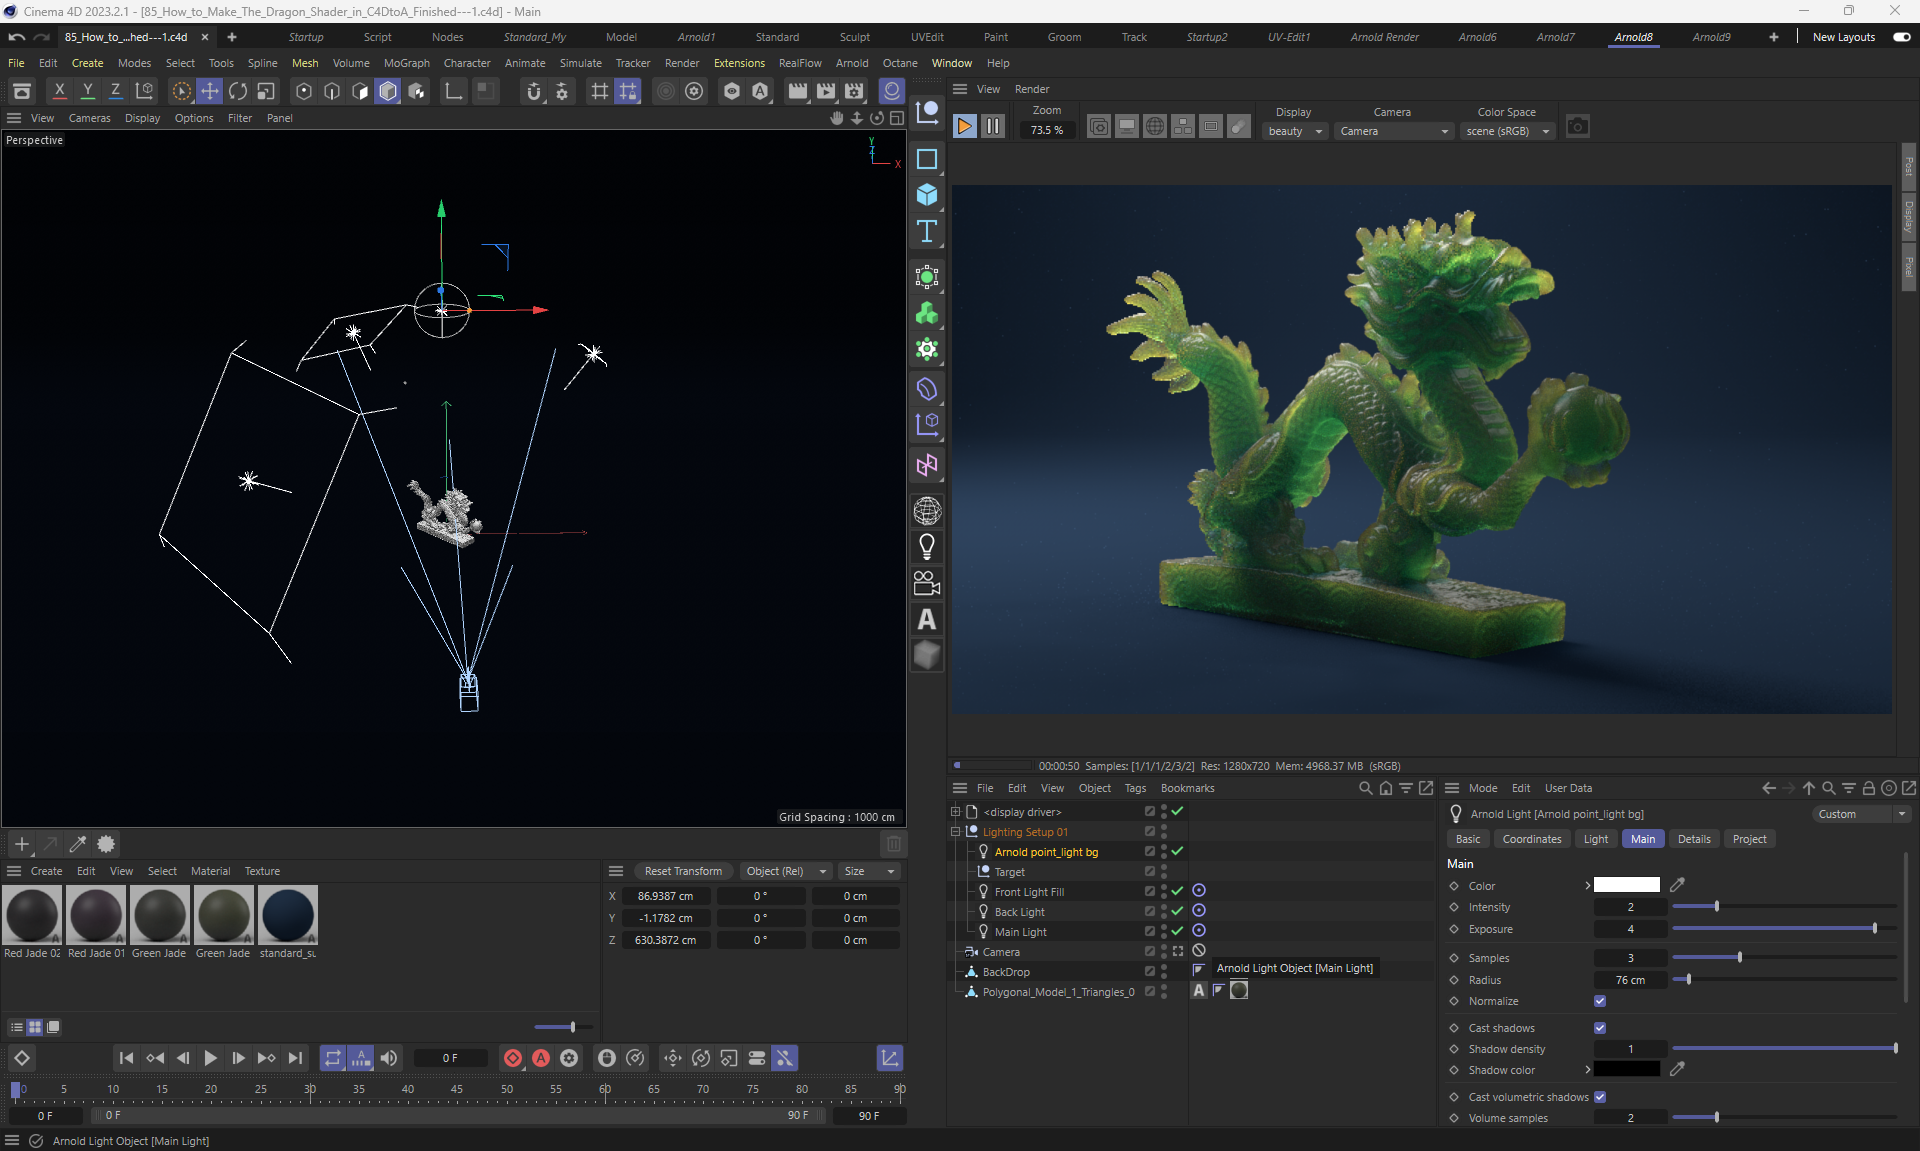 Cinema 4D 2023.2.1 - [85_How_to_Make_The_Dragon_Shader_in_C4DtoA_Finished---1.c4d] - Main
85_How_to_...hed---1.c4d × + Startup Script Nodes Standard_My Model Arnold1 Standard Sculpt UVEdit Paint Groom Track Startup2 UV-Edit1 Arnold Render Arnold6 Arnold7 Arnold8 Arnold9 + New Layouts
File Edit Create Modes Select Tools Spline Mesh Volume MoGraph Character Animate Simulate Tracker Render Extensions RealFlow Arnold Octane Window Help
X Y Z
View Cameras Display Options Filter Panel
Perspective
Y
Z
X
Grid Spacing : 1000 cm
View Render
Zoom Display Camera Color Space
73.5 % beauty Camera scene (sRGB)
Post
Display
Pixel
00:00:50 Samples: [1/1/1/2/3/2] Res: 1280x720 Mem: 4968.37 MB (sRGB)
Create Edit View Select Material Texture
Red Jade 02 Red Jade 01 Green Jade Green Jade standard_su
Reset Transform Object (Rel) Size
X 86.9387 cm 0 ° 0 cm
Y -1.1782 cm 0 ° 0 cm
Z 630.3872 cm 0 ° 0 cm
File Edit View Object Tags Bookmarks
<display driver>
Lighting Setup 01
Arnold point_light bg
Target
Front Light Fill
Back Light
Main Light
Camera
BackDrop
Polygonal_Model_1_Triangles_0
Arnold Light Object [Main Light]
Mode Edit User Data
Arnold Light [Arnold point_light bg] Custom
Basic Coordinates Light Main Details Project
Main
Color
Intensity 2
Exposure 4
Samples 3
Radius 76 cm
Normalize
Cast shadows
Shadow density 1
Shadow color
Cast volumetric shadows
Volume samples 2
0 F
0 5 10 15 20 25 30 35 40 45 50 55 60 65 70 75 80 85 90
0 F 0 F 90 F 90 F
Arnold Light Object [Main Light]